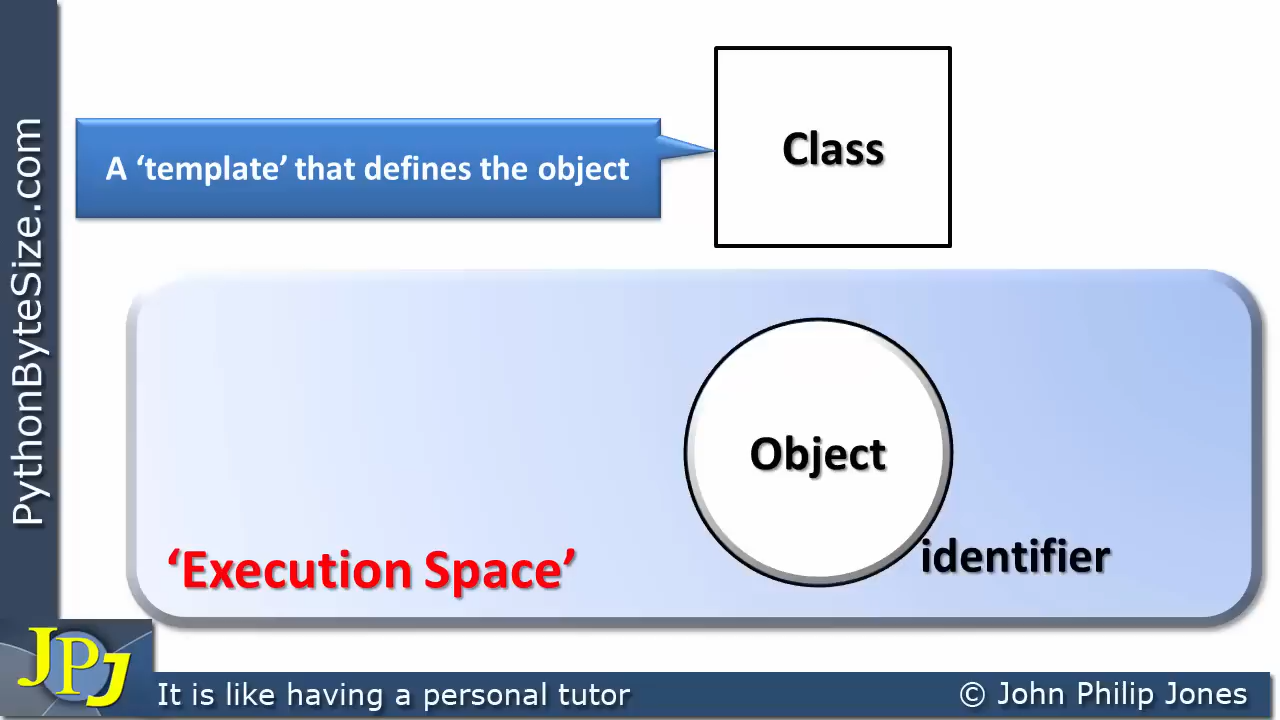 Class
A ‘template’ that defines the object
PythonByteSize.com
Object
identifier
‘Execution Space’
JPJ
It is like having a personal tutor
© John Philip Jones